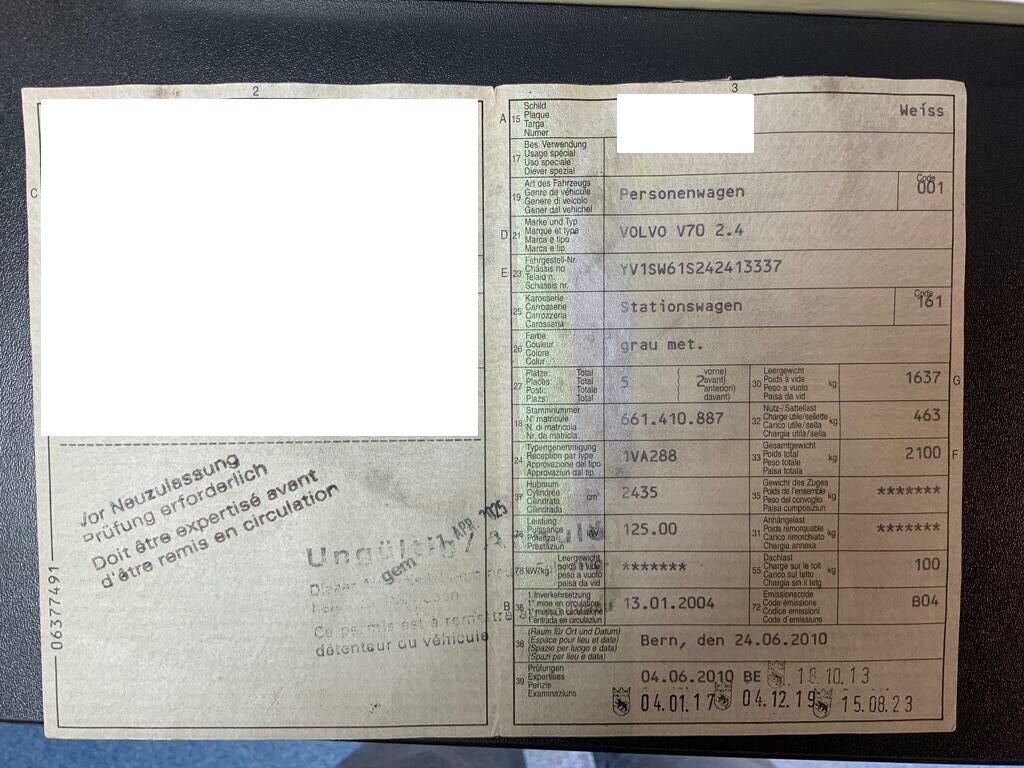 2
C
Vor Neuzulassung
Prüfung erforderlich
Doit être expertisé avant
d'être remis en circulation
Ungültig /
gem 11. APR. 2025
Ce permis est à remettre
détenteur du véhicule
06377491
3
A 15 Schild
Plaque
Targa
Numer
Weiss
17 Bes. Verwendung
Usage spécial
Uso speciale
Diever spezial
19 Art des Fahrzeugs
Genre de véhicule
Genere di veicolo
Gener dal vehichel
Personenwagen
Code
001
D 21 Marke und Typ
Marque et type
Marca e tipo
Marca e tip
VOLVO V70 2.4
E 23 Fahrgestell-Nr.
Châssis no
Telaio n.
Schassis nr.
YV1SW61S242413337
25 Karosserie
Carrosserie
Carrozzeria
Carossaria
Stationswagen
Code
161
26 Farbe
Couleur
Colore
Colur
grau met.
27 Plätze: Total
Places: Total
Posti: Totale
Plazs: Total
5 ( 2 vorne)
avant)
anteriori)
davant)
30 Leergewicht
Poids à vide
Peso a vuoto
Paisa da vid
kg
1637
G
18 Stammnummer
N° matricule
N. di matricola
Nr. da matricla
661.410.887
32 Nutz-/Sattellast
Charge utile/sellette
Carico utile/sella
Chargia utila/sella
kg
463
24 Typengenehmigung
Réception par type
Approvazione del tipo
Approvaziun dal tip
1VA288
33 Gesamtgewicht
Poids total
Peso totale
Paisa totala
kg
2100
F
37 Hubraum
Cylindrée
Cilindrata
Cilindrada
cm³
2435
35 Gewicht des Zuges
Poids de l'ensemble
Peso del convoglio
Paisa cumposiziun
kg
*******
76 Leistung
Puissance
Potenza
Prestaziun
kW
125.00
31 Anhängelast
Poids remorquable
Carico rimorchiato
Chargia annexa
kg
*******
78 kW/kg Leergewicht
poids à vide
peso a vuoto
paisa da vid
*******
55 Dachlast
Charge sur le toit
Carico sul tetto
Chargia sin il tetg
kg
100
B 36 1. Inverkehrsetzung
1re mise en circulation
1a messa in circolazione
1. entrada en circulaziun
13.01.2004
72 Emissionscode
Code émissions
Codice emissioni
Code d'emissiuns
B04
38 (Raum für Ort und Datum)
(Espace pour lieu et date)
(Spazio per luogo e data)
(Spazi per lieu e data)
Bern, den 24.06.2010
39 Prüfungen
Expertises
Perizie
Examinaziuns
04.06.2010 BE 18.10.13
04.01.17 04.12.19 15.08.23